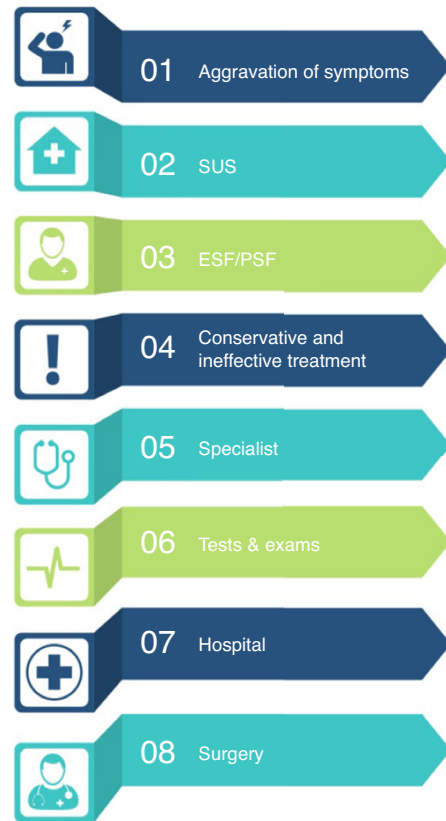 01 Aggravation of symptoms
02 SUS
03 ESF/PSF
04 Conservative and
ineffective treatment
05 Specialist
06 Tests & exams
07 Hospital
08 Surgery